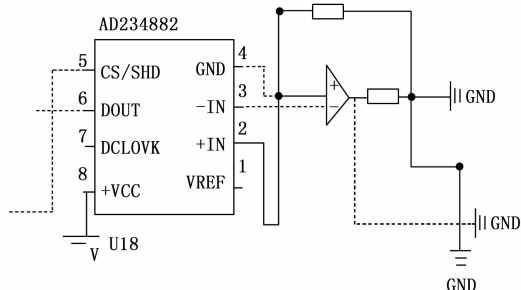 AD234882
5 CS/SHD GND 4
6 DOUT -IN 3
7 DCLOVK +IN 2
8 +VCC VREF 1
+
−
GND
GND
GND
V U18